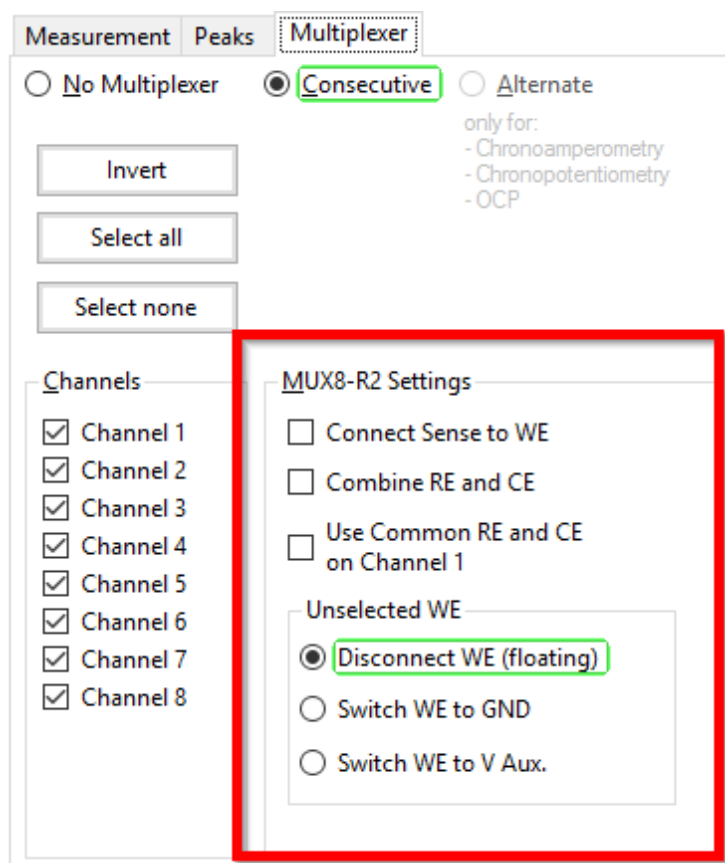 Measurement Peaks Multiplexer
No Multiplexer Consecutive Alternate
only for:
- Chronoamperometry
- Chronopotentiometry
- OCP
Invert
Select all
Select none
Channels
Channel 1
Channel 2
Channel 3
Channel 4
Channel 5
Channel 6
Channel 7
Channel 8
MUX8-R2 Settings
Connect Sense to WE
Combine RE and CE
Use Common RE and CE
on Channel 1
Unselected WE
Disconnect WE (floating)
Switch WE to GND
Switch WE to V Aux.